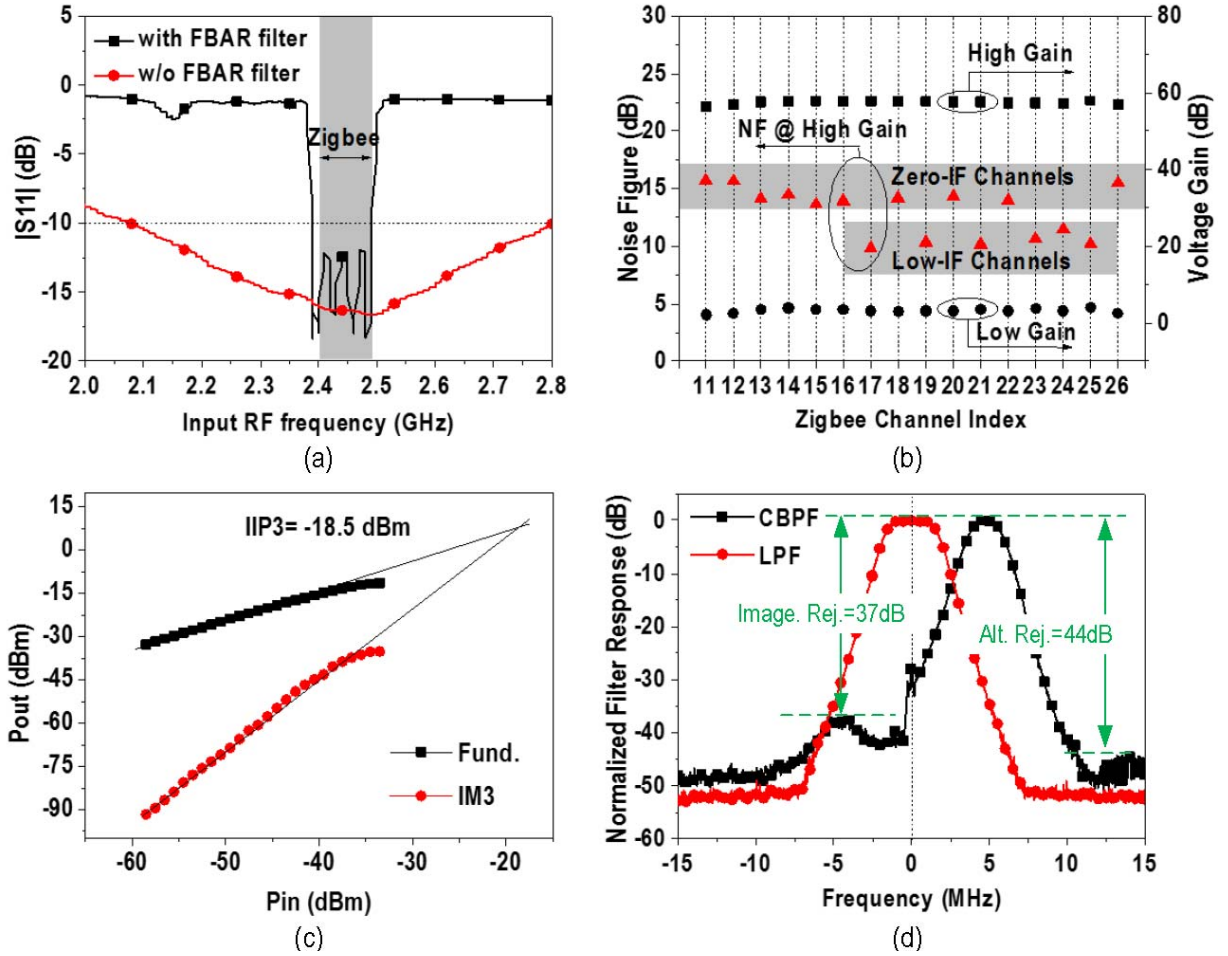 5
0
-5
-10
-15
-20
|S11| (dB)
with FBAR filter
w/o FBAR filter
Zigbee
2.0 2.1 2.2 2.3 2.4 2.5 2.6 2.7 2.8
Input RF frequency (GHz)
(a)
30
25
20
15
10
5
0
Noise Figure (dB)
High Gain
NF @ High Gain
Zero-IF Channels
Low-IF Channels
Low Gain
80
60
40
20
0
Voltage Gain (dB)
11 12 13 14 15 16 17 18 19 20 21 22 23 24 25 26
Zigbee Channel Index
(b)
15
0
-15
-30
-45
-60
-75
-90
Pout (dBm)
IIP3= -18.5 dBm
Fund.
IM3
-60 -50 -40 -30 -20
Pin (dBm)
(c)
0
-10
-20
-30
-40
-50
-60
Normalized Filter Response (dB)
CBPF
LPF
Image. Rej.=37dB
Alt. Rej.=44dB
-15 -10 -5 0 5 10 15
Frequency (MHz)
(d)